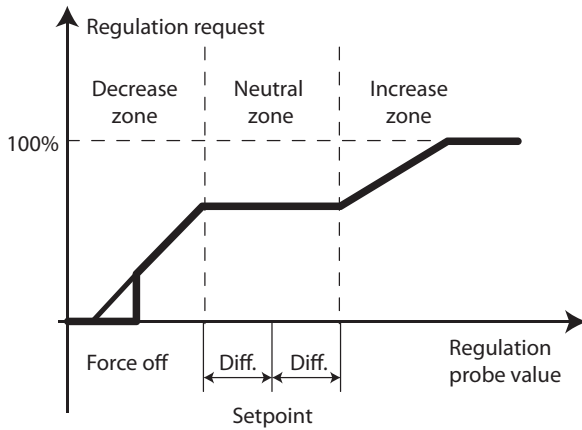 Regulation request
Decrease
zone
Neutral
zone
Increase
zone
100%
Force off
Diff.
Diff.
Regulation
probe value
Setpoint